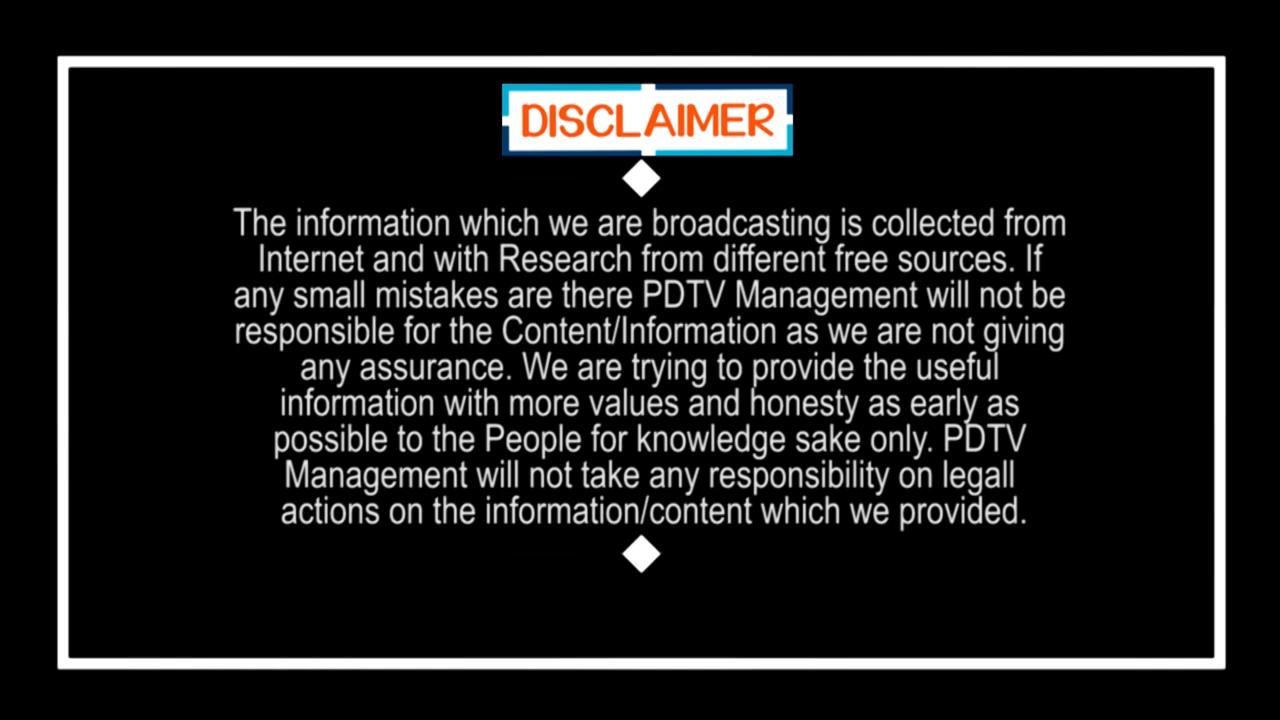 DISCLAIMER
The information which we are broadcasting is collected from
Internet and with Research from different free sources. If
any small mistakes are there PDTV Management will not be
responsible for the Content/Information as we are not giving
any assurance. We are trying to provide the useful
information with more values and honesty as early as
possible to the People for knowledge sake only. PDTV
Management will not take any responsibility on legall
actions on the information/content which we provided.